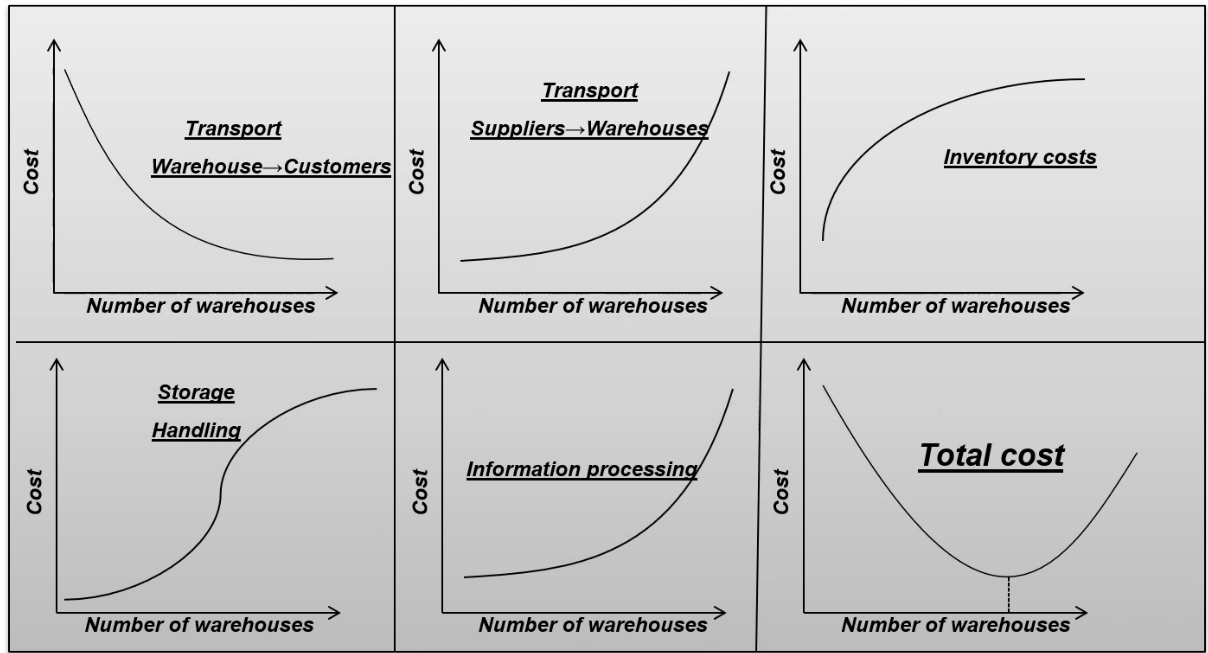 Cost
Transport
Warehouse→Customers
Number of warehouses
Cost
Transport
Suppliers→Warehouses
Number of warehouses
Cost
Inventory costs
Number of warehouses
Cost
Storage
Handling
Number of warehouses
Cost
Information processing
Number of warehouses
Cost
Total cost
Number of warehouses